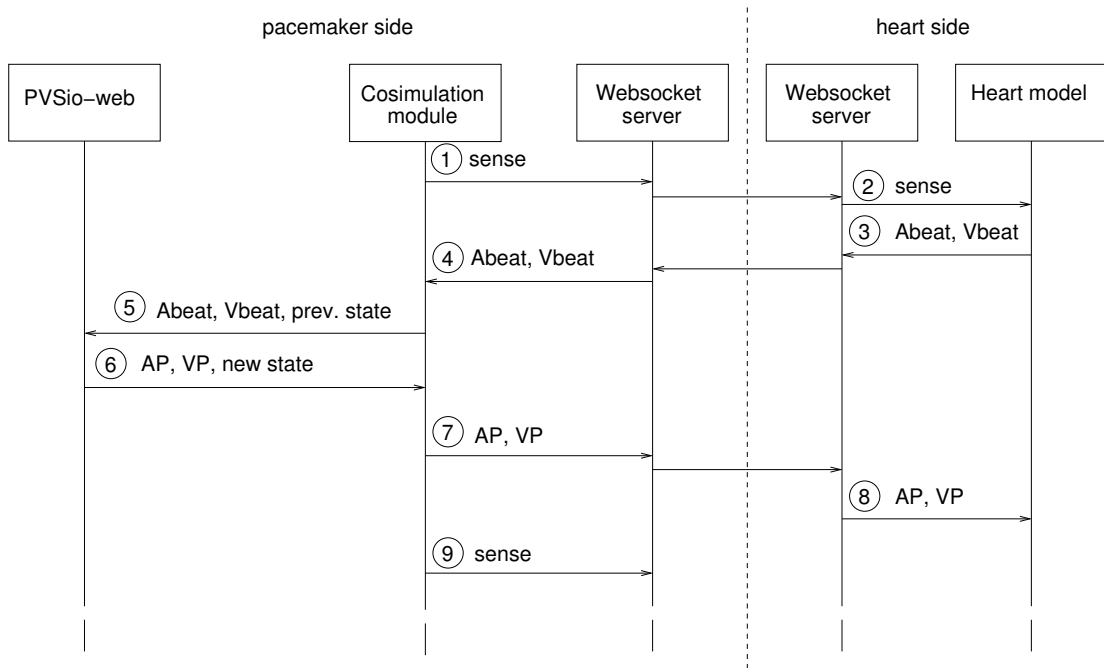 pacemaker side
heart side
PVSio−web
Cosimulation
module
Websocket
server
Websocket
server
Heart model
1 sense
2 sense
3 Abeat, Vbeat
4 Abeat, Vbeat
5 Abeat, Vbeat, prev. state
6 AP, VP, new state
7 AP, VP
8 AP, VP
9 sense